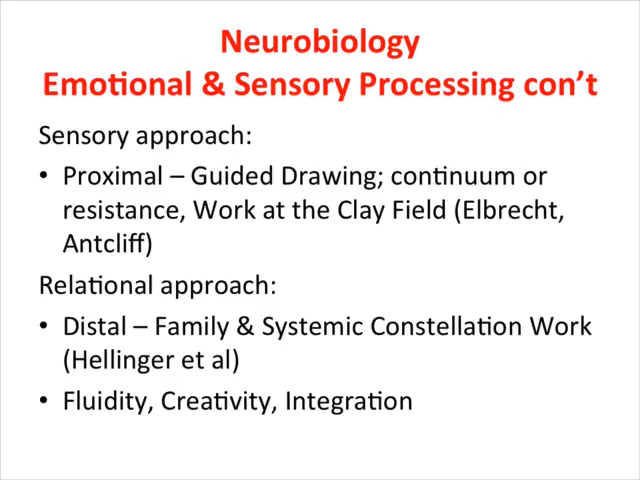 Neurobiology
Emotional & Sensory Processing con’t
Sensory approach:
• Proximal – Guided Drawing; continuum or
resistance, Work at the Clay Field (Elbrecht,
Antcliff)
Relational approach:
• Distal – Family & Systemic Constellation Work
(Hellinger et al)
• Fluidity, Creativity, Integration